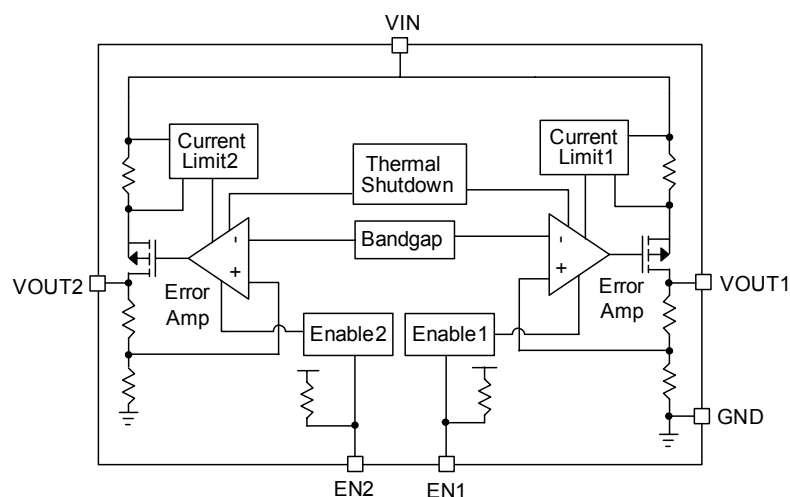 VIN
Current
Limit2
Thermal
Shutdown
Current
Limit1
-
Bandgap
-
+
+
VOUT2
Error
Amp
Error
Amp
VOUT1
Enable2
Enable1
GND
EN2
EN1